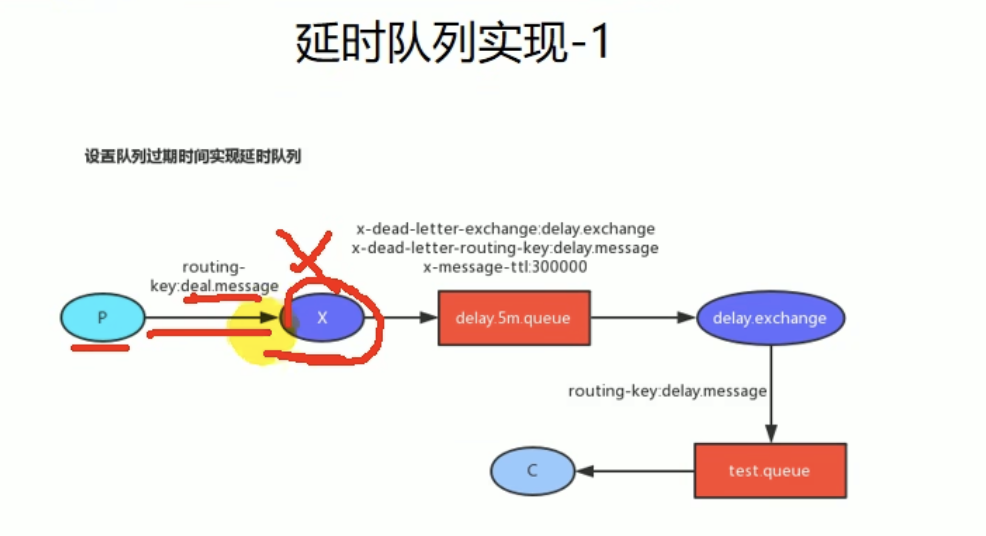 延时队列实现-1
设置队列过期时间实现延时队列
x-dead-letter-exchange:delay.exchange
x-dead-letter-routing-key:delay.message
x-message-ttl:300000
routing-
key:deal.message
P
X
delay.5m.queue
delay.exchange
routing-key:delay.message
C
test.queue